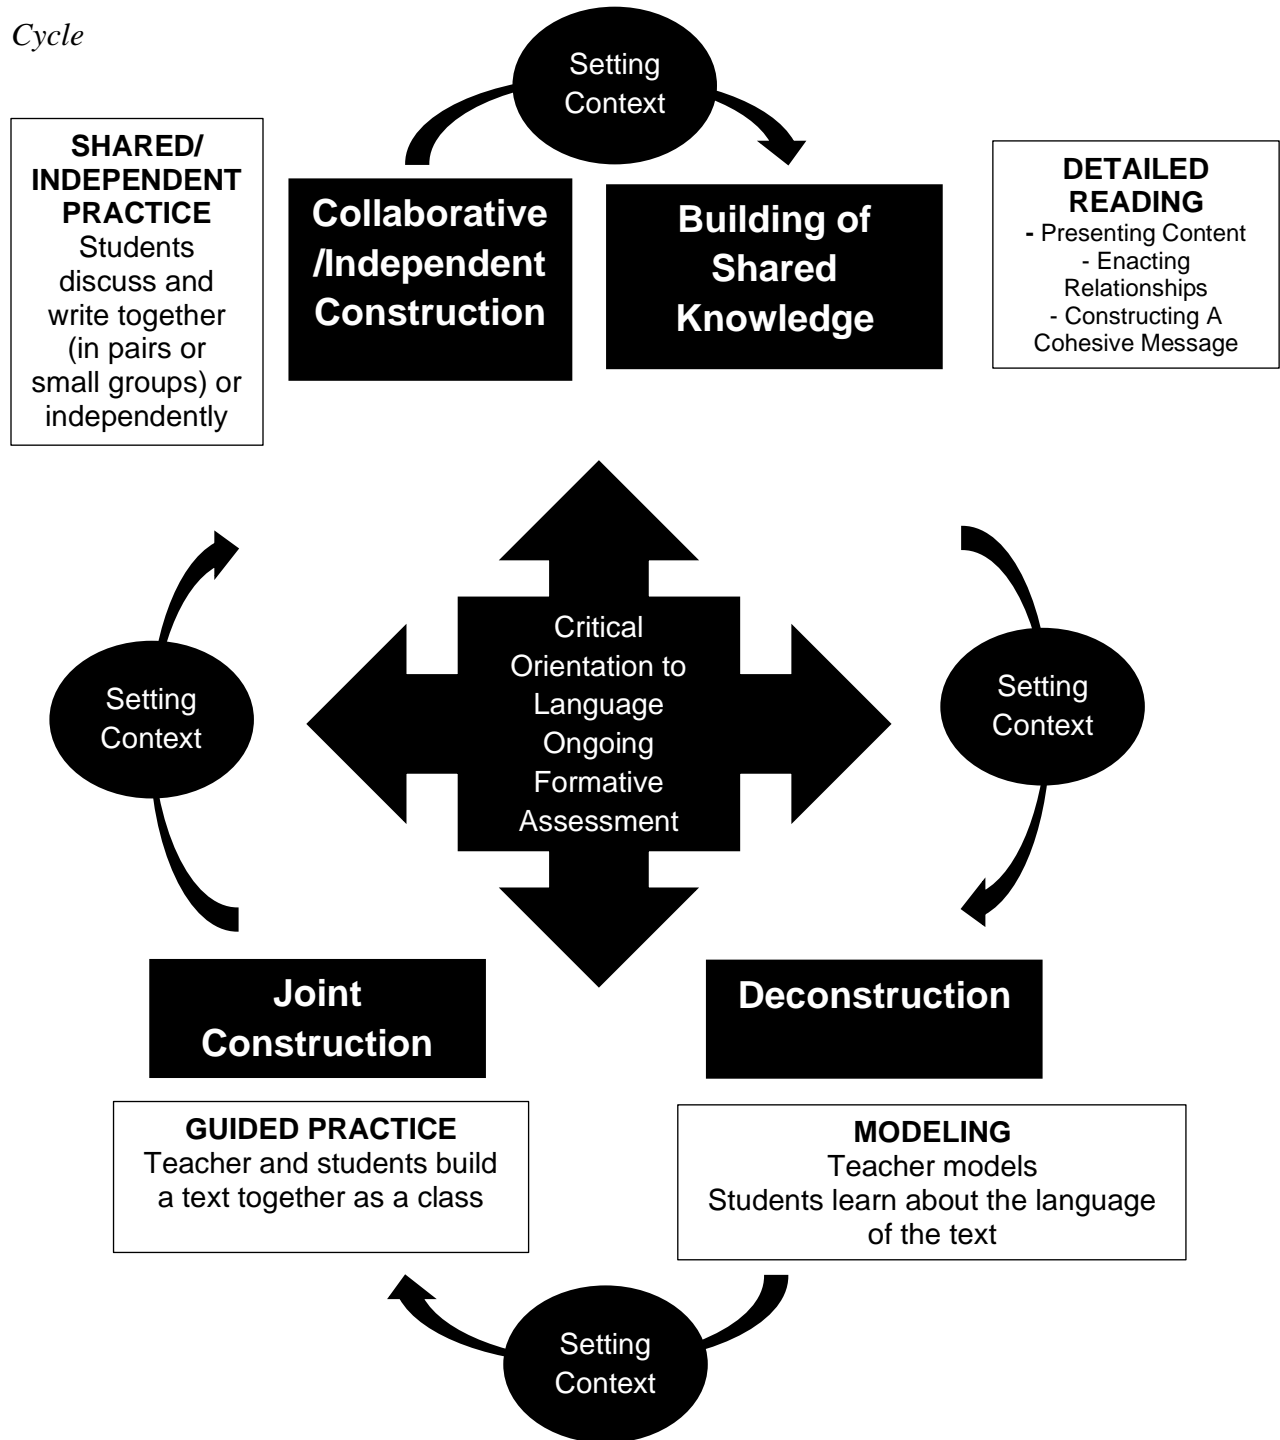 Cycle
Setting
Context
SHARED/
INDEPENDENT
PRACTICE
Students
discuss and
write together
(in pairs or
small groups) or
independently
Collaborative
/Independent
Construction
Building of
Shared
Knowledge
DETAILED
READING
- Presenting Content
- Enacting
Relationships
- Constructing A
Cohesive Message
Setting
Context
Critical
Orientation to
Language
Ongoing
Formative
Assessment
Setting
Context
Joint
Construction
Deconstruction
GUIDED PRACTICE
Teacher and students build
a text together as a class
MODELING
Teacher models
Students learn about the language
of the text
Setting
Context